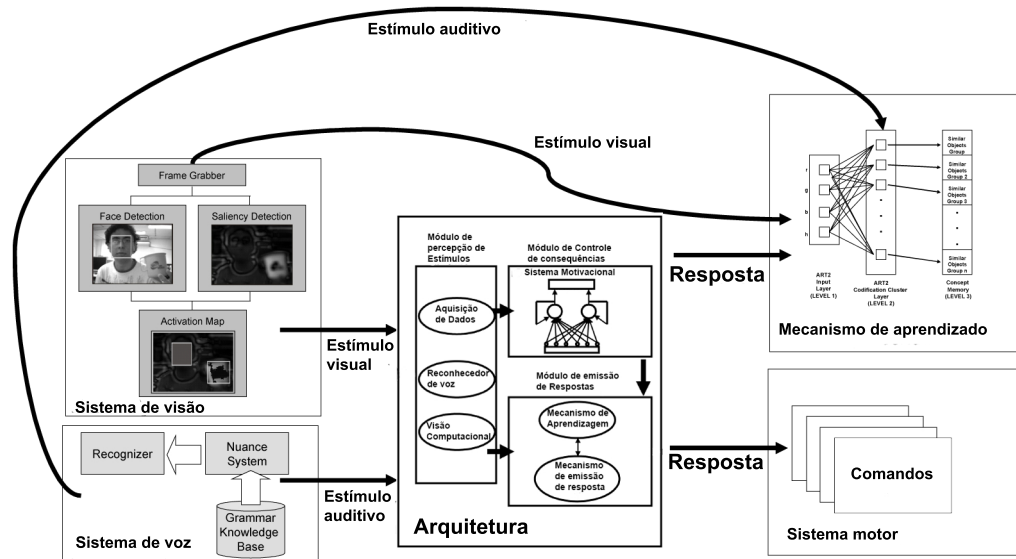 Estímulo auditivo
Estímulo visual
Frame Grabber
Face Detection
Saliency Detection
Activation Map
Sistema de visão
Estímulo
visual
Recognizer
Nuance
System
Grammar
Knowledge
Base
Sistema de voz
Estímulo
auditivo
Módulo de
percepção de
Estímulos
Aquisição
de Dados
Reconhecedor
de voz
Visão
Computacional
Módulo de Controle
de consequências
Sistema Motivacional
Módulo de emissão
de Respostas
Mecanismo de
Aprendizagem
Mecanismo
de emissão
de resposta
Arquitetura
Resposta
Resposta
r
g
b
h
Similar
Objects
Group
Similar
Objects
Group 2
Similar
Objects
Group 3
Similar
Objects
Group n
ART2
Input
Layer
(LEVEL 1)
ART2
Codification Cluster
Layer
(LEVEL 2)
Concept
Memory
(LEVEL 3)
Mecanismo de aprendizado
Comandos
Sistema motor